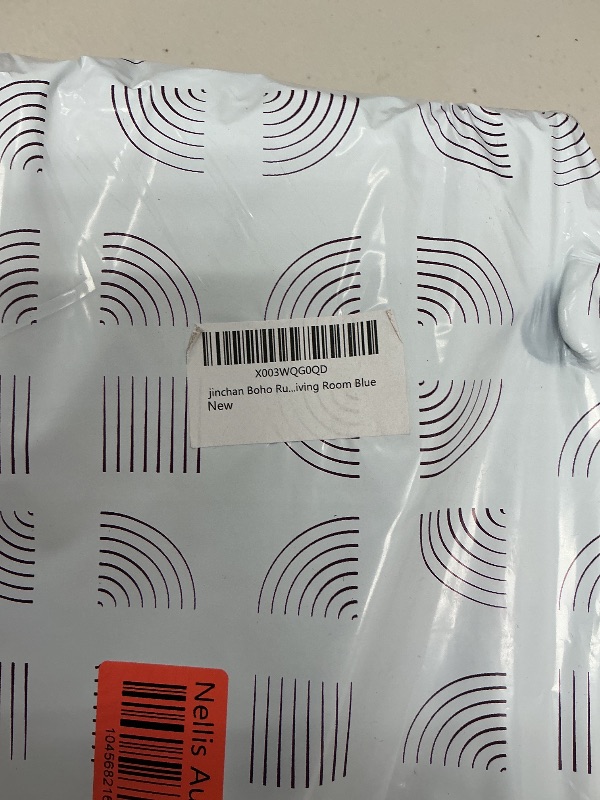 X003WQG0QD
jinchan Boho Ru...iving Room Blue
New
Nellis Au
10456821